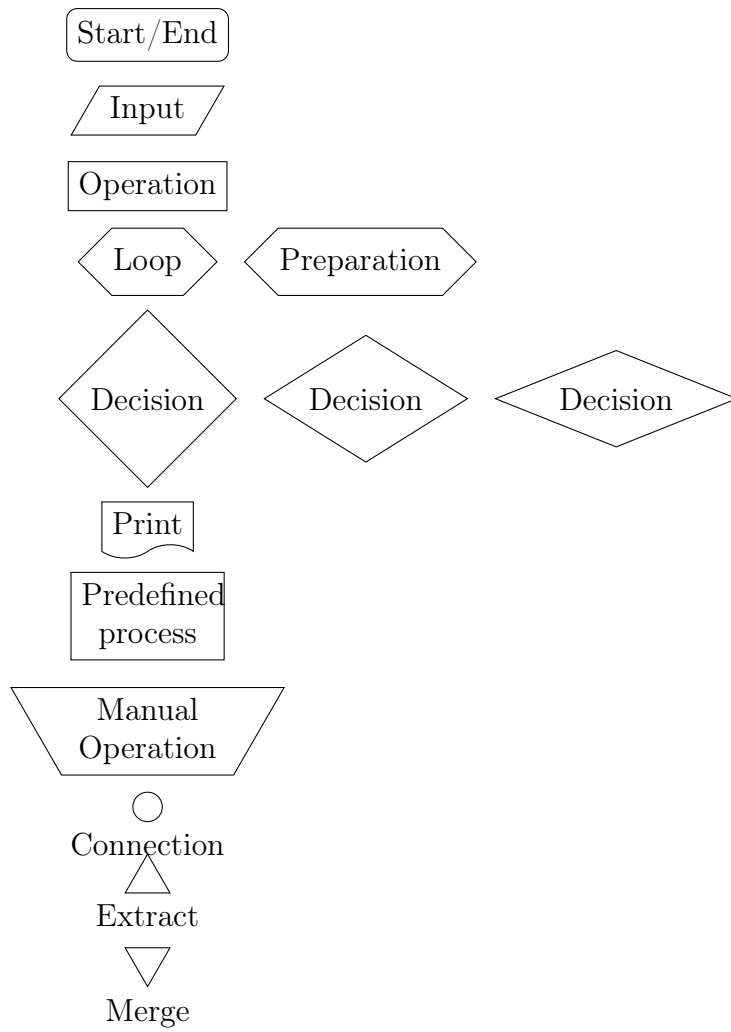 Start/End
Input
Operation
Loop Preparation
Decision Decision Decision
Print
Predefined
process
Manual
Operation
Connection
Extract
Merge